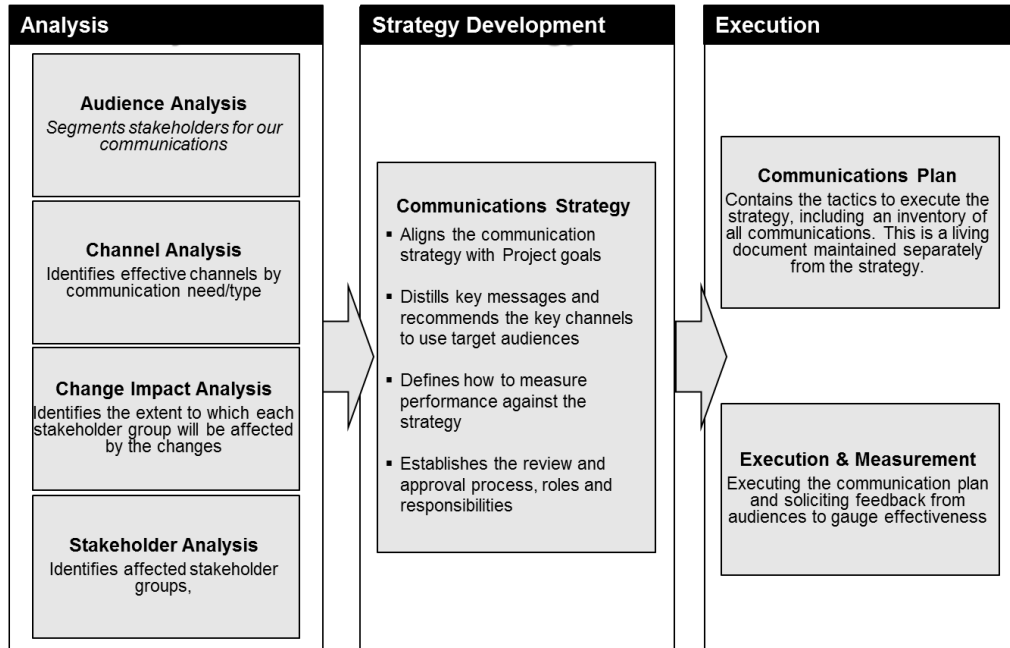 Analysis
Audience Analysis
Segments stakeholders for our
communications
Channel Analysis
Identifies effective channels by
communication need/type
Change Impact Analysis
Identifies the extent to which each
stakeholder group will be affected
by the changes
Stakeholder Analysis
Identifies affected stakeholder
groups,
Strategy Development
Communications Strategy
▪ Aligns the communication
strategy with Project goals
▪ Distills key messages and
recommends the key channels
to use target audiences
▪ Defines how to measure
performance against the
strategy
▪ Establishes the review and
approval process, roles and
responsibilities
Execution
Communications Plan
Contains the tactics to execute the
strategy, including an inventory of
all communications. This is a living
document maintained separately
from the strategy.
Execution & Measurement
Executing the communication plan
and soliciting feedback from
audiences to gauge effectiveness